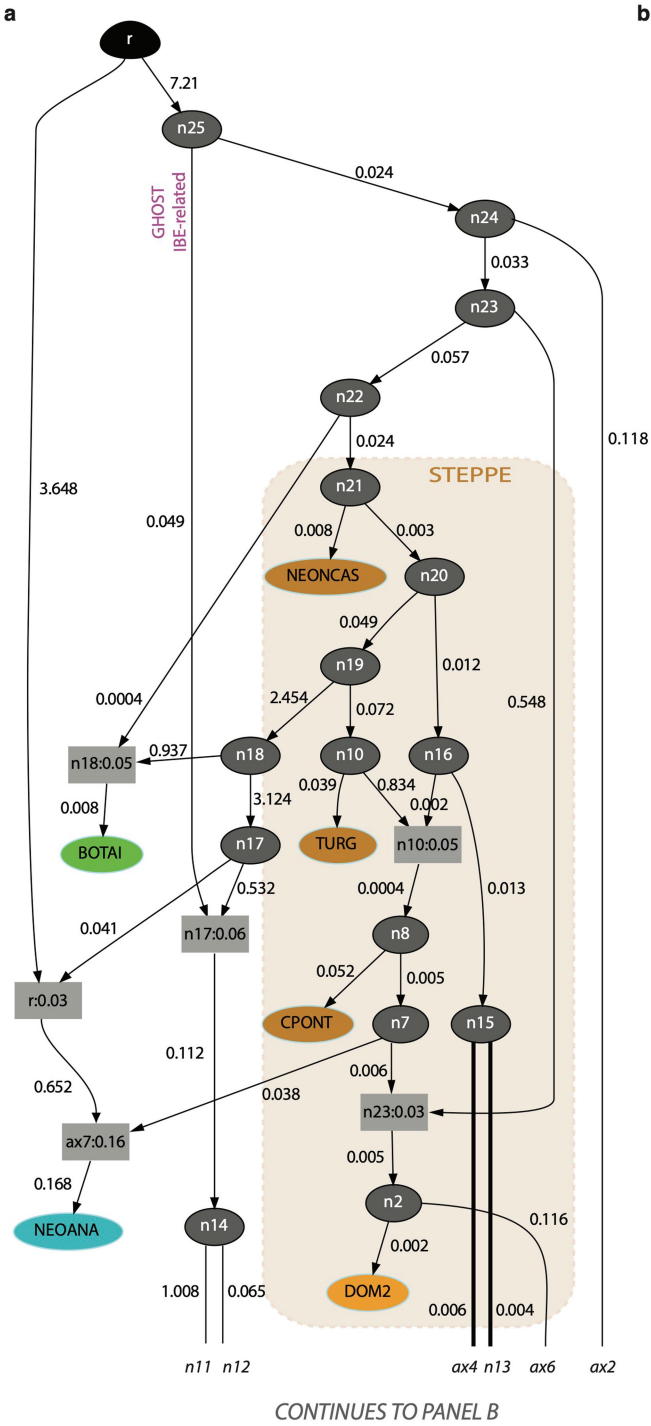 a
b
r
7.21
n25
0.024
GHOST
IBE-related
n24
0.033
n23
0.057
n22
0.024
0.118
STEPPE
n21
3.648
0.049
0.008
0.003
NEONCAS
n20
0.049
n19
0.012
0.0004
2.454
0.072
0.548
n18:0.05
0.937
n18
n10
n16
0.039
0.834
0.002
0.008
3.124
BOTAI
n17
TURG
n10:0.05
0.532
0.0004
0.013
0.041
n17:0.06
n8
0.052
0.005
r:0.03
CPONT
n7
n15
0.112
0.006
0.652
0.038
n23:0.03
ax7:0.16
0.005
0.168
n2
NEOANA
n14
0.116
0.002
DOM2
1.008
0.065
0.006
0.004
n11 n12
ax4 n13 ax6 ax2
CONTINUES TO PANEL B